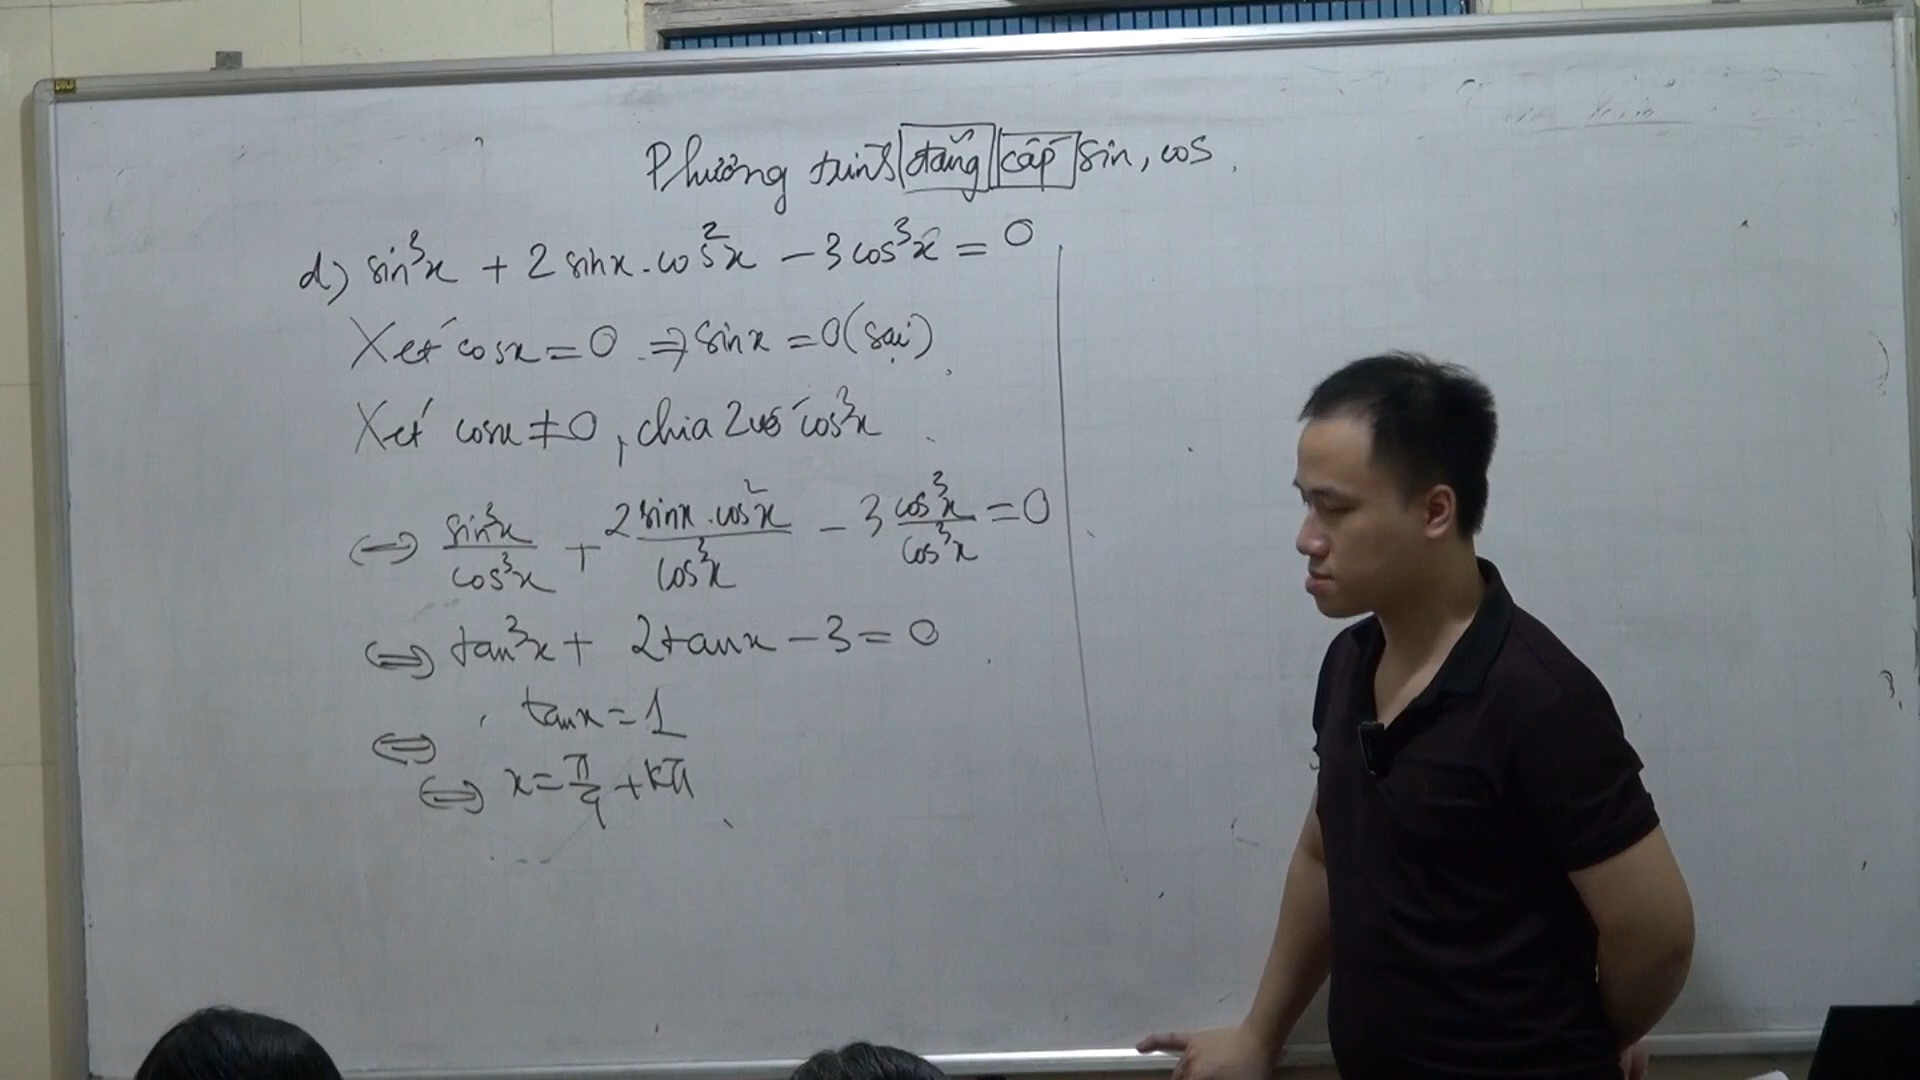 Phương trình đẳng cấp sin, cos.
d) sin³x + 2 sinx . cos²x − 3 cos³x = 0
Xét cosx = 0 ⇒ sinx = 0 (sai)
Xét cosx ≠ 0, chia 2 vế cos³x
⇔ sin³x/cos³x + 2 sinx . cos²x/cos³x − 3 cos³x/cos³x = 0
⇔ tan³x + 2tanx − 3 = 0
⇔ tanx = 1
⇔ x = π/4 + kπ